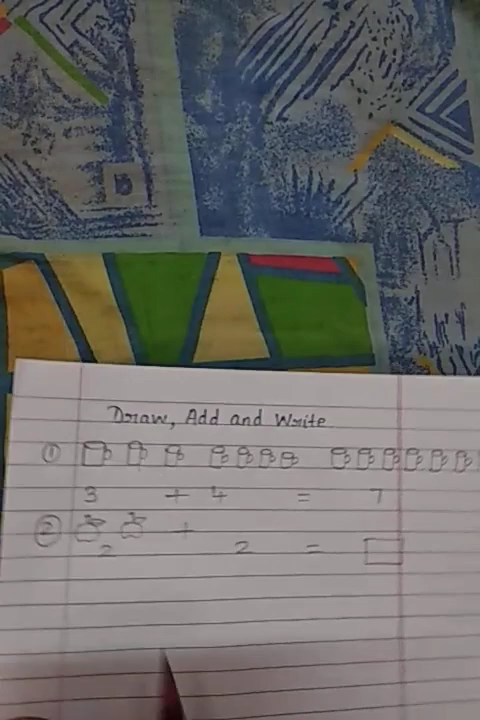 Draw, Add and Write
①
3 + 4 = 7
② +
2 2 =